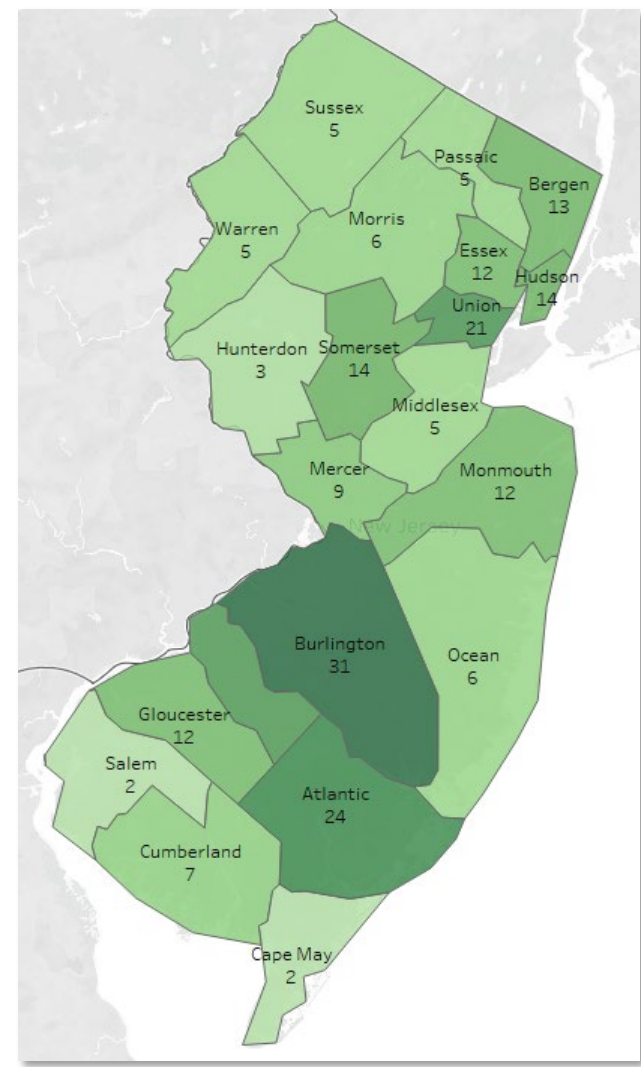 Sussex
5
Passaic
5
Bergen
13
Warren
5
Morris
6
Essex
12
Hudson
14
Union
21
Hunterdon
3
Somerset
14
Middlesex
5
Mercer
9
Monmouth
12
New Jersey
Burlington
31
Ocean
6
Gloucester
12
Salem
2
Atlantic
24
Cumberland
7
Cape May
2